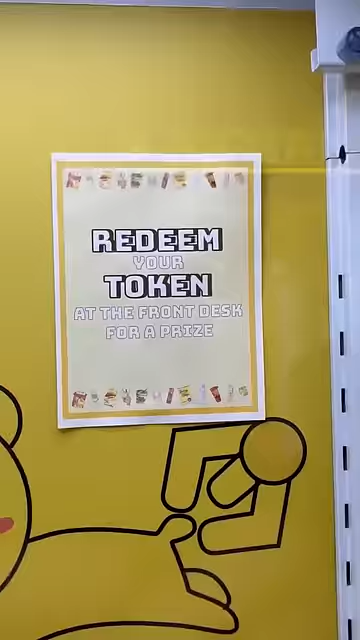 REDEEM
YOUR
TOKEN
AT THE FRONT DESK
FOR A PRIZE